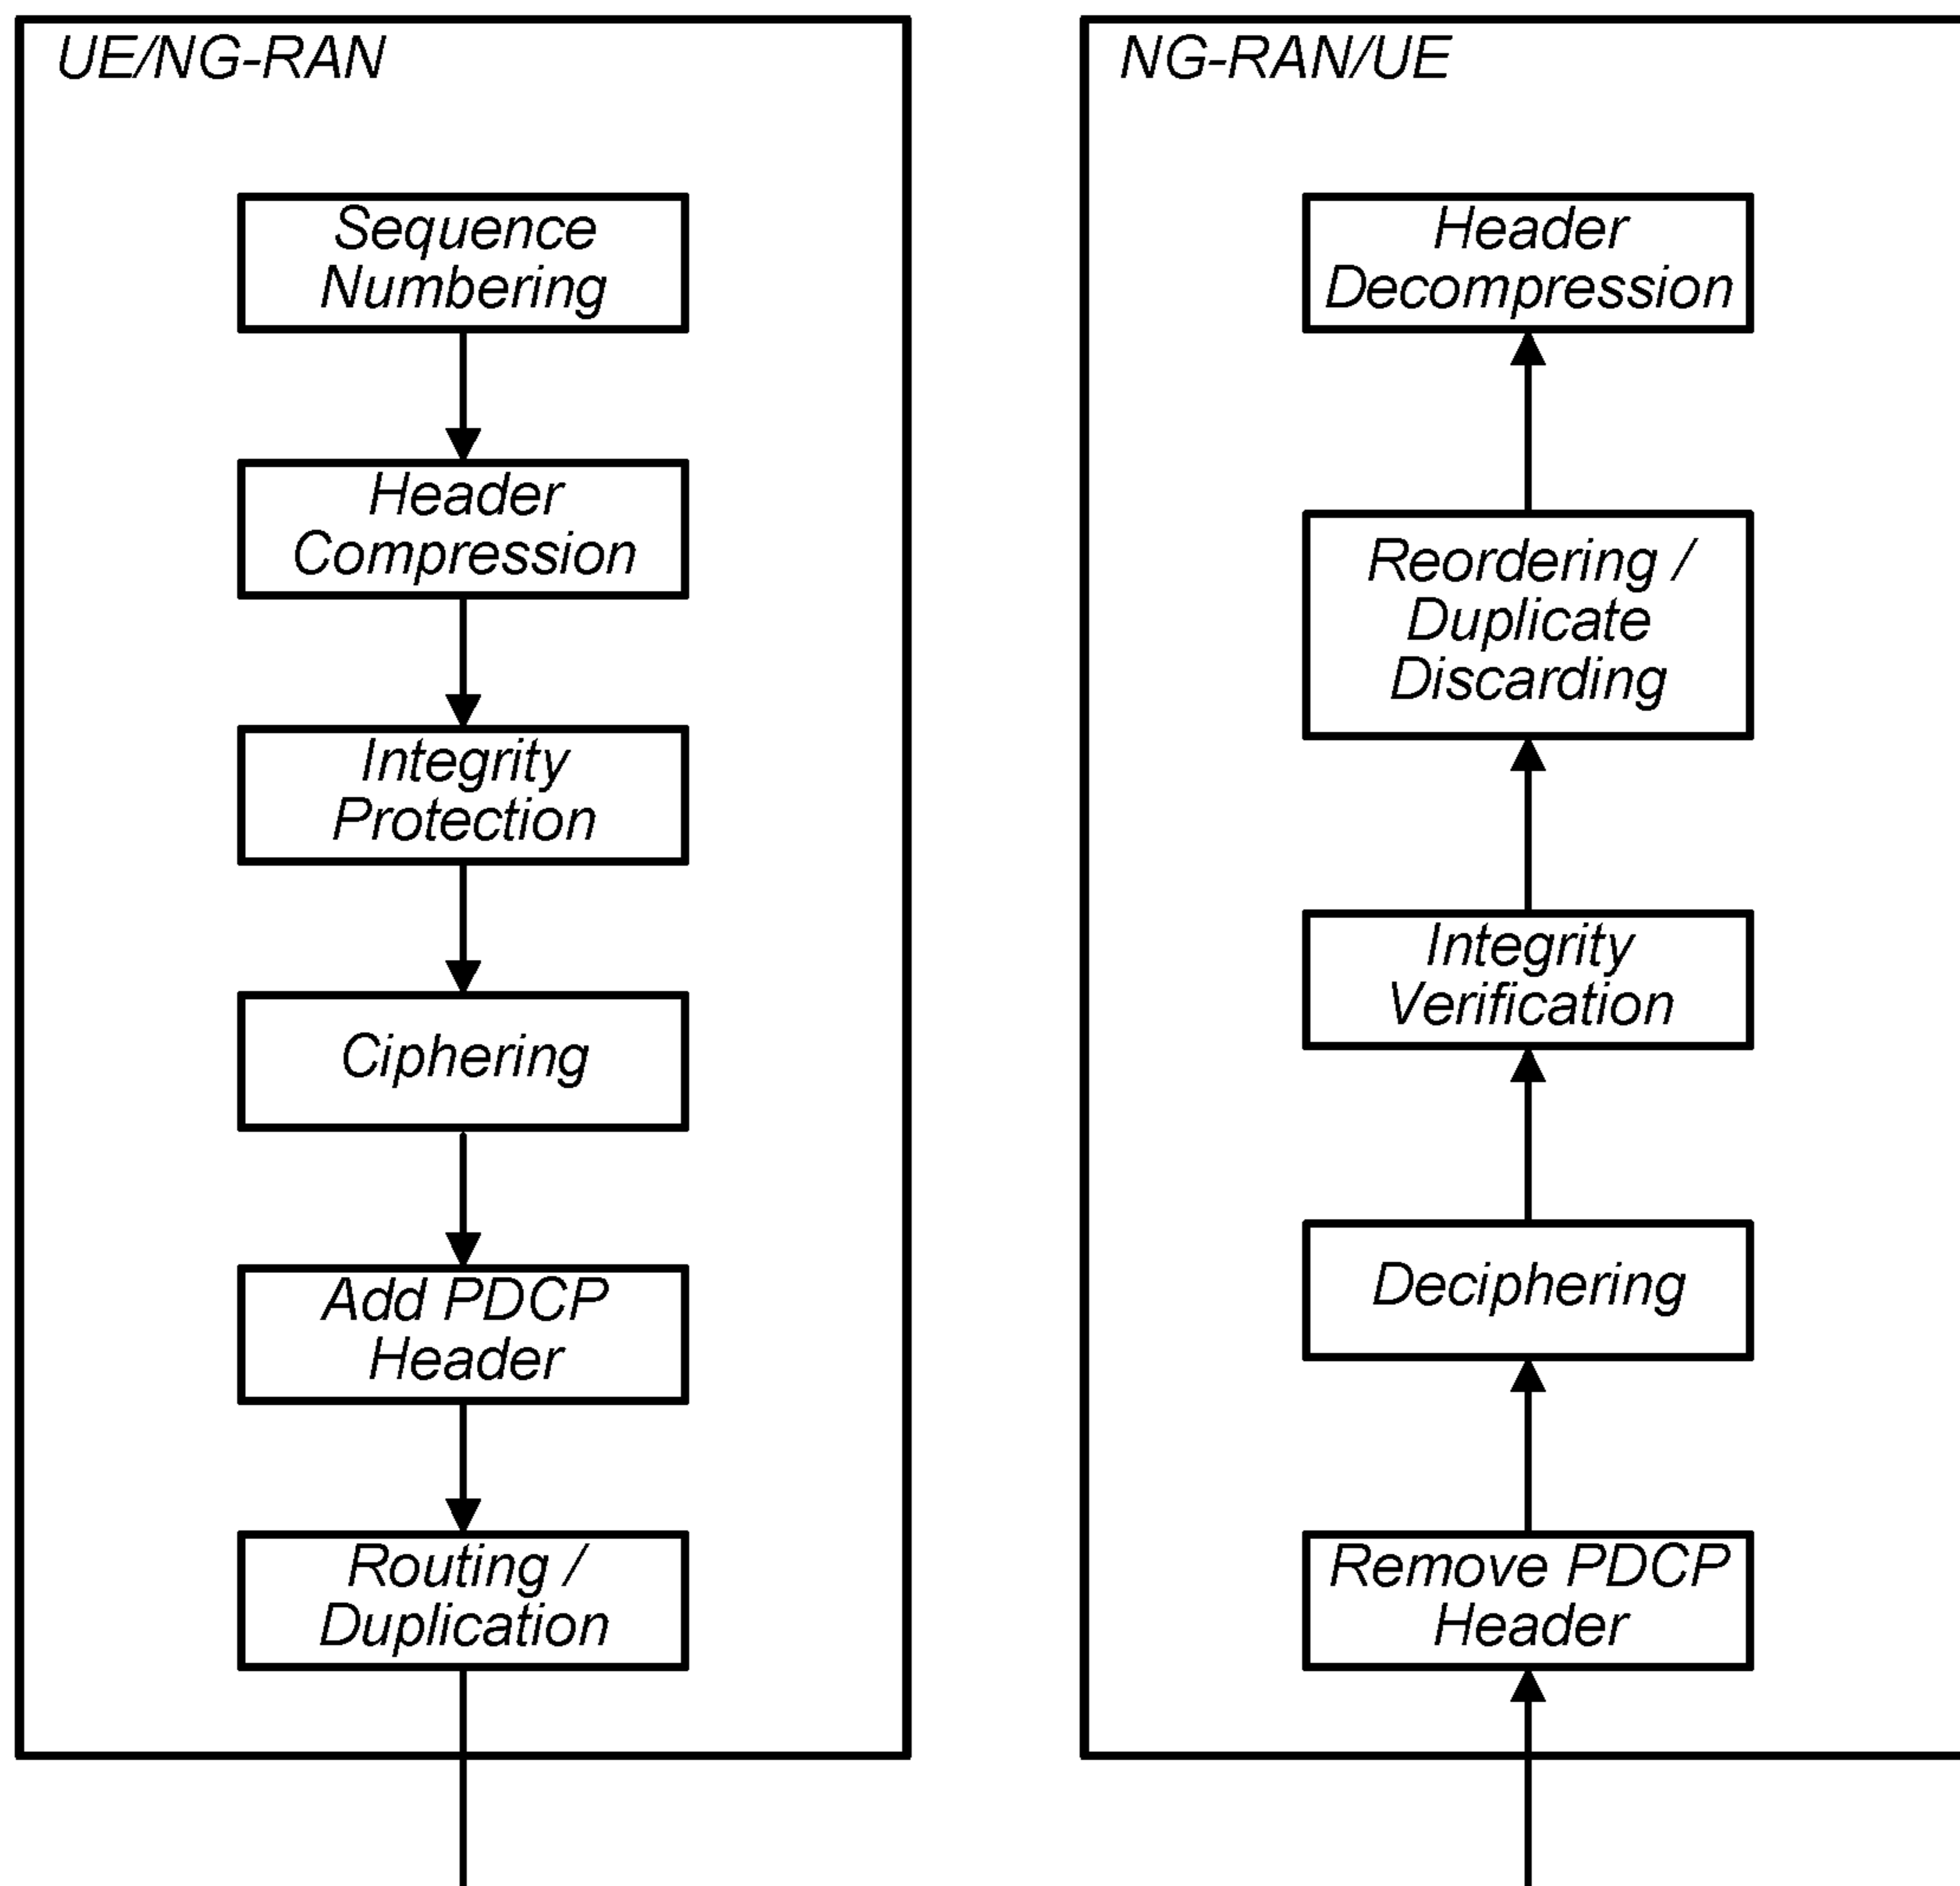 UE/NG-RAN
Sequence
Numbering
Header
Compression
Integrity
Protection
Ciphering
Add PDCP
Header
Routing /
Duplication
NG-RAN/UE
Header
Decompression
Reordering /
Duplicate
Discarding
Integrity
Verification
Deciphering
Remove PDCP
Header